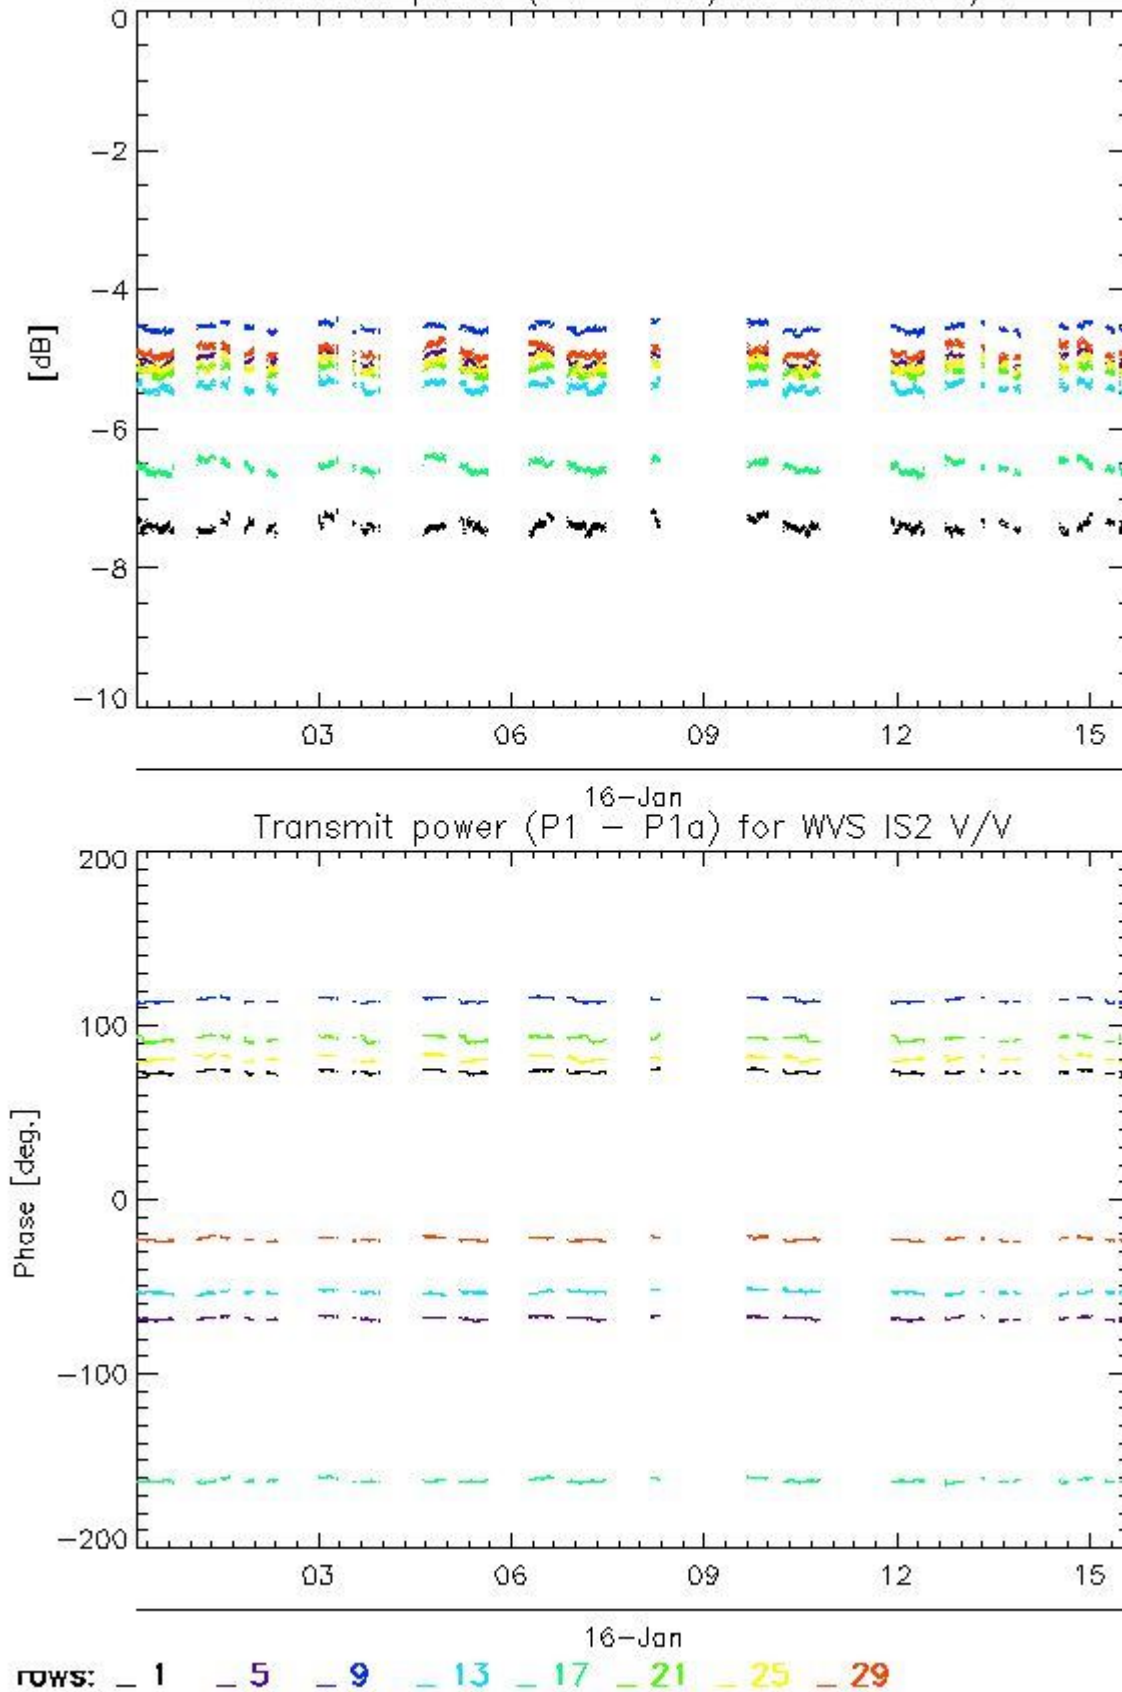 0
-2
-4
[dB]
-6
-8
-10
03 06 09 12 15
16-Jan
Transmit power (P1 - P1a) for WVS IS2 V/V
200
100
Phase [deg.]
0
-100
-200
03 06 09 12 15
16-Jan
rows: _ 1 _ 5 _ 9 _ 13 _ 17 _ 21 _ 25 _ 29